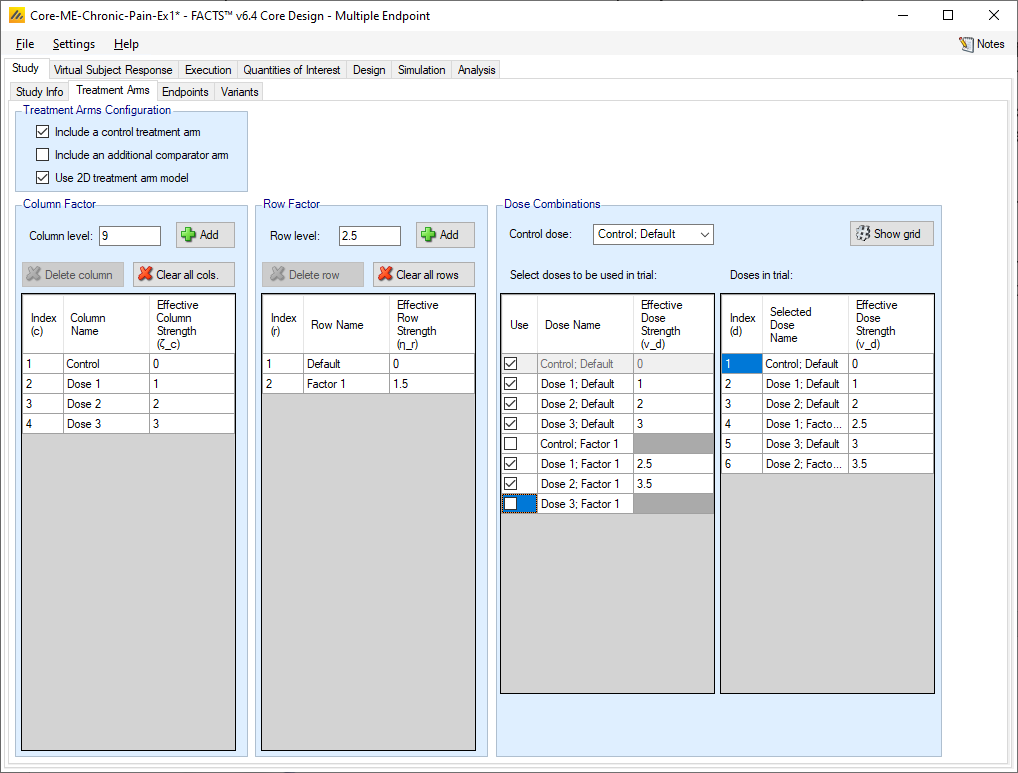 Core-ME-Chronic-Pain-Ex1* - FACTS™ v6.4 Core Design - Multiple Endpoint
File Settings Help Notes
Study Virtual Subject Response Execution Quantities of Interest Design Simulation Analysis
Study Info Treatment Arms Endpoints Variants
Treatment Arms Configuration
Include a control treatment arm
Include an additional comparator arm
Use 2D treatment arm model
Column Factor
Column level: 9 Add
Delete column Clear all cols.
Index (c) Column Name Effective Column Strength (ζ_c)
1 Control 0
2 Dose 1 1
3 Dose 2 2
4 Dose 3 3
Row Factor
Row level: 2.5 Add
Delete row Clear all rows
Index (r) Row Name Effective Row Strength (η_r)
1 Default 0
2 Factor 1 1.5
Dose Combinations
Control dose: Control; Default Show grid
Select doses to be used in trial:
Use Dose Name Effective Dose Strength (ν_d)
Control; Default 0
Dose 1; Default 1
Dose 2; Default 2
Dose 3; Default 3
Control; Factor 1
Dose 1; Factor 1 2.5
Dose 2; Factor 1 3.5
Dose 3; Factor 1
Doses in trial:
Index (d) Selected Dose Name Effective Dose Strength (ν_d)
1 Control; Default 0
2 Dose 1; Default 1
3 Dose 2; Default 2
4 Dose 1; Facto... 2.5
5 Dose 3; Default 3
6 Dose 2; Facto... 3.5